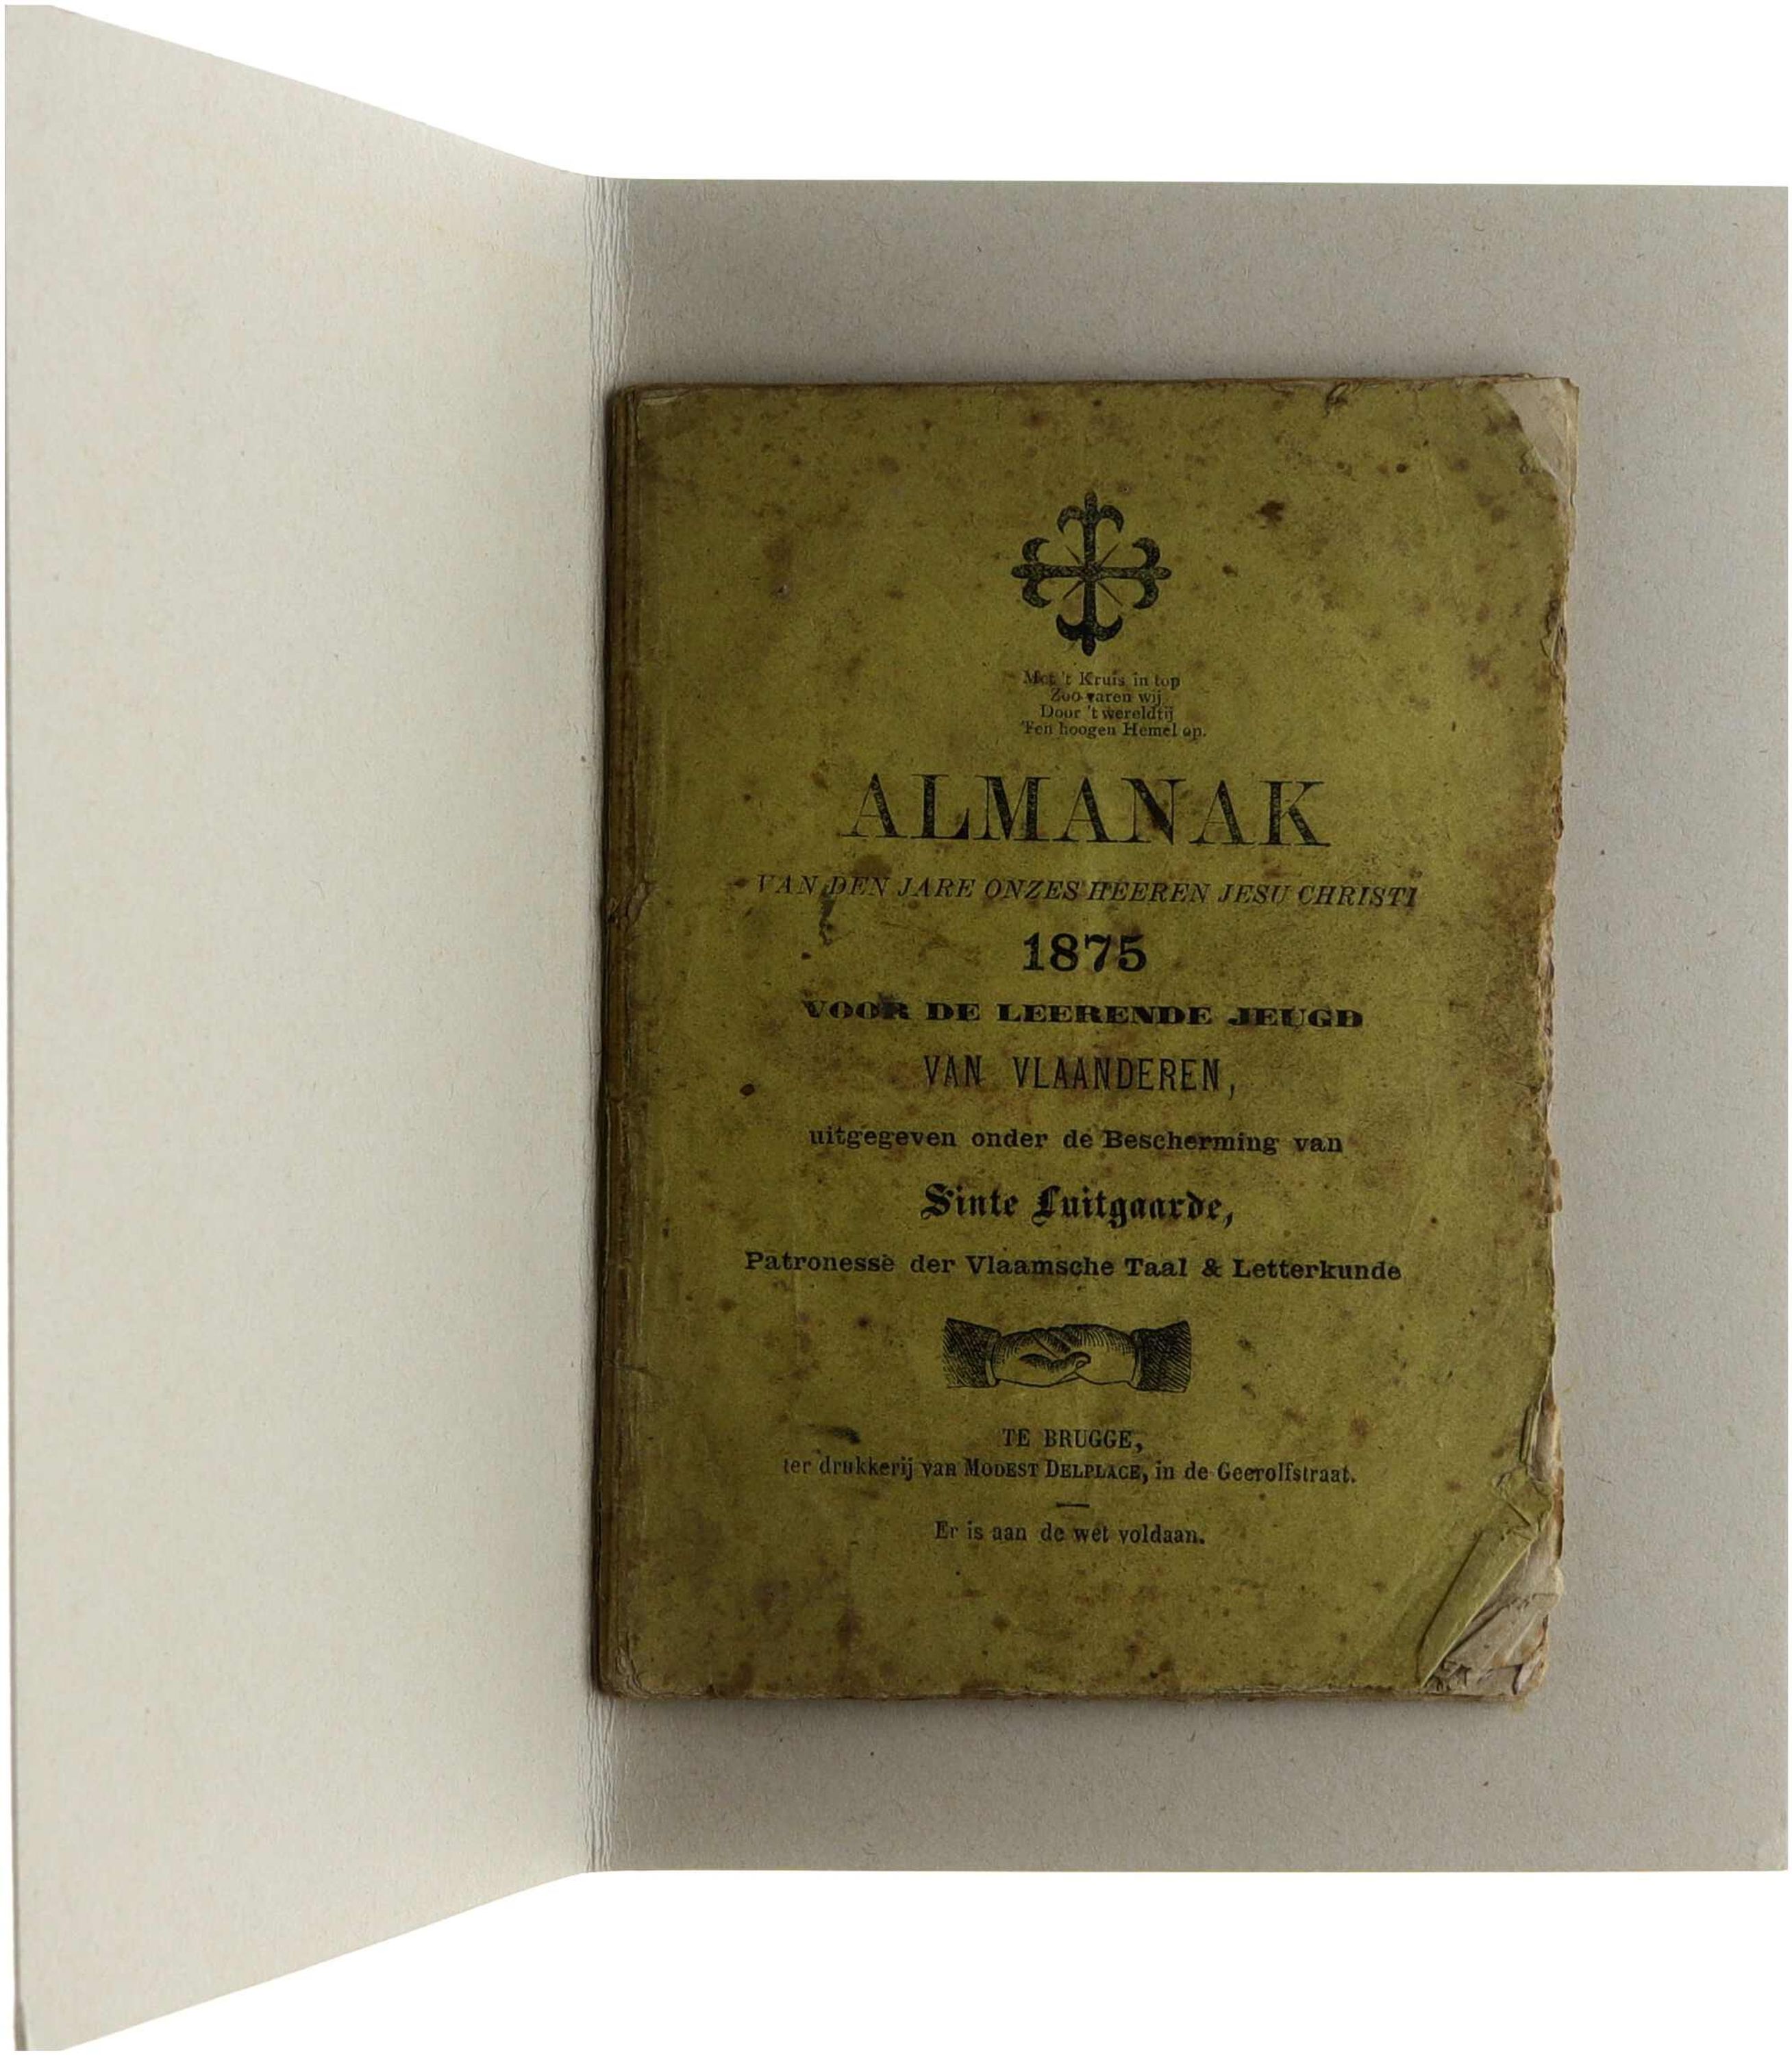 Met 't Kruis in top
Zoo varen wij
Door 't wereldtij
Ten hoogen Hemel op.
ALMANAK
VAN DEN JARE ONZES HEEREN JESU CHRISTI
1875
VOOR DE LEERENDE JEUGD
VAN VLAANDEREN,
uitgegeven onder de Bescherming van
Sinte Luitgaarde,
Patronesse der Vlaamsche Taal & Letterkunde
TE BRUGGE,
ter drukkerij van MODEST DELPLACE, in de Geerolfstraat.
Er is aan de wet voldaan.